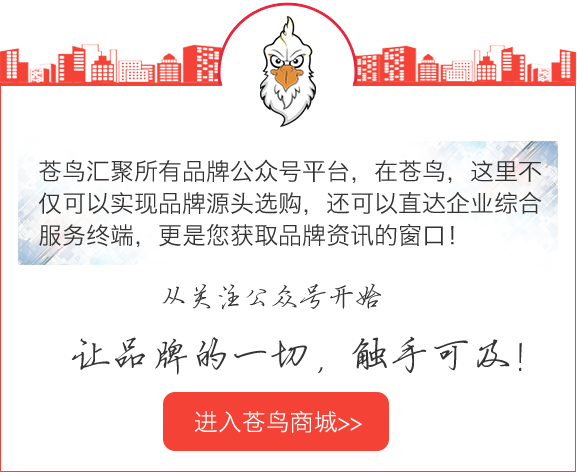 苍鸟汇聚所有品牌公众号平台，在苍鸟，这里不
仅可以实现品牌源头选购，还可以直达企业综合
服务终端，更是您获取品牌资讯的窗口！
从关注公众号开始
让品牌的一切，触手可及！
进入苍鸟商城>>